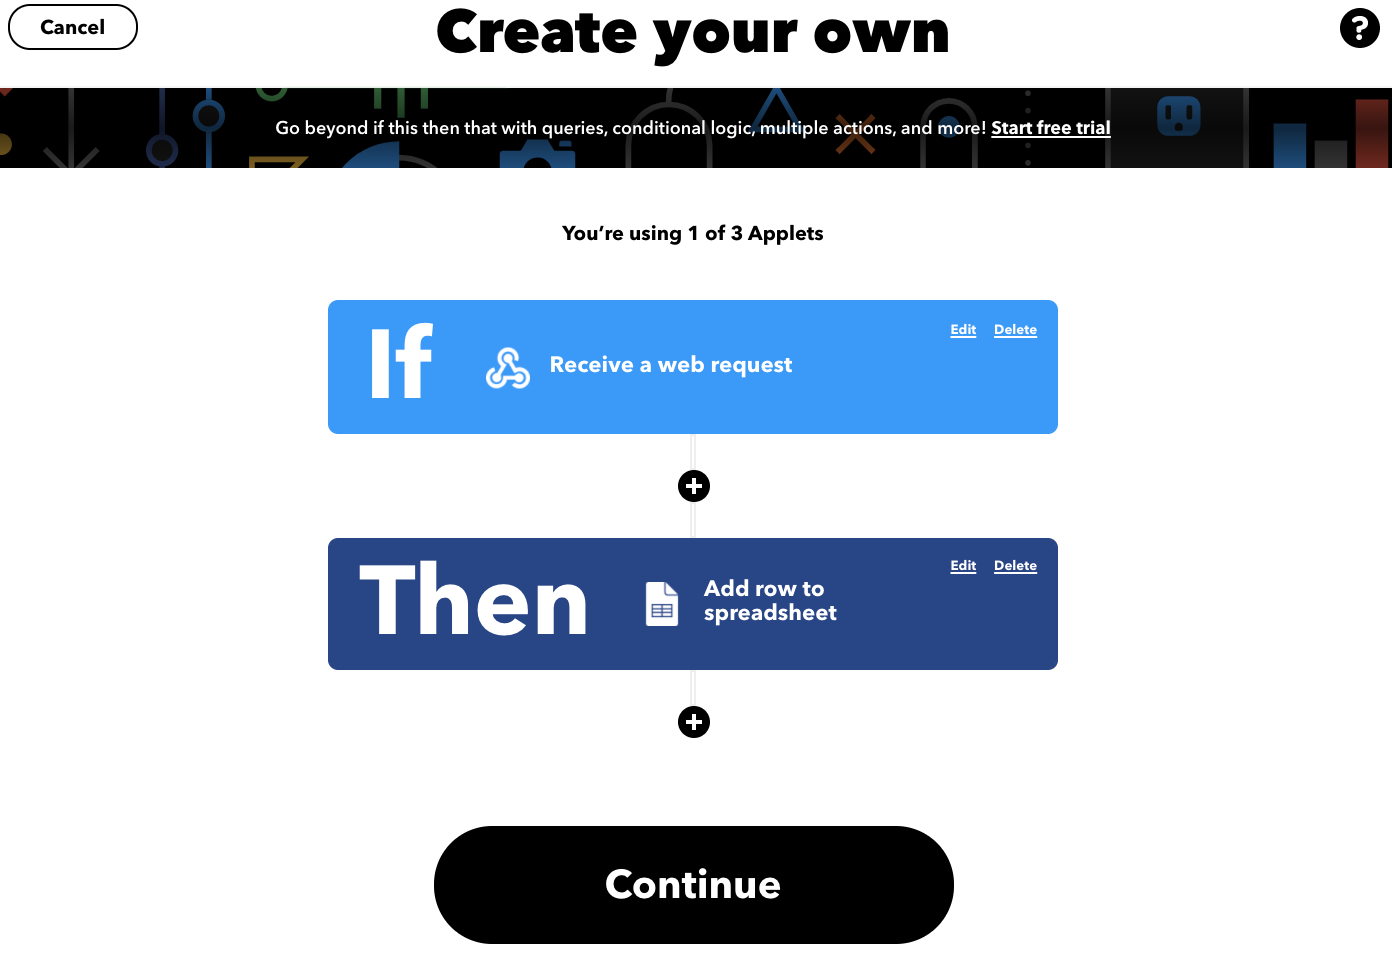 Cancel
Create your own
?
Go beyond if this then that with queries, conditional logic, multiple actions, and more! Start free trial
You’re using 1 of 3 Applets
If
Receive a web request
Edit Delete
Then
Add row to
spreadsheet
Edit Delete
Continue